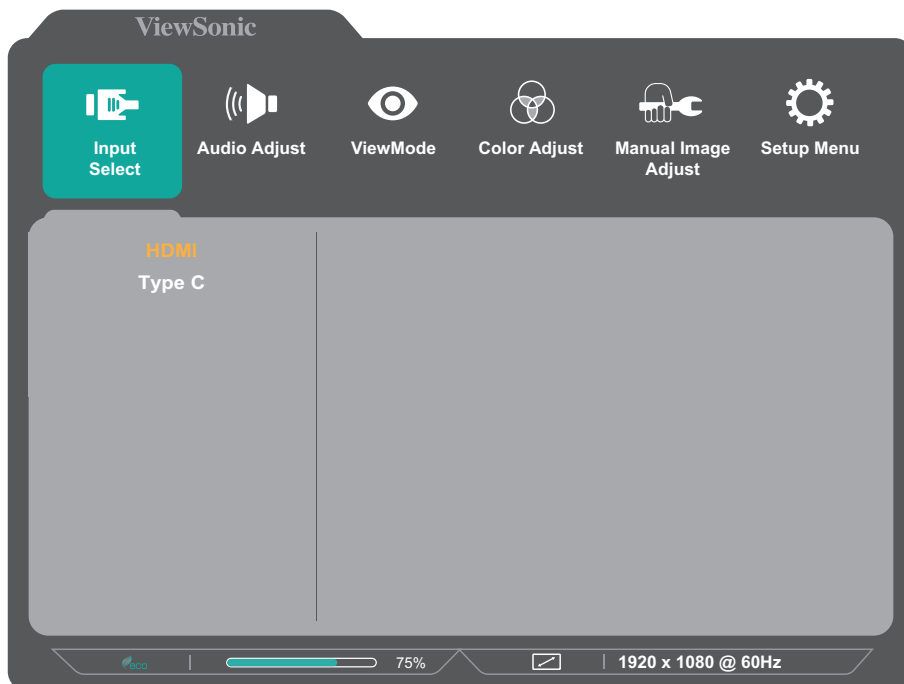 ViewSonic
Input
Select
Audio Adjust
ViewMode
Color Adjust
Manual Image
Adjust
Setup Menu
HDMI
Type C
eco
75%
1920 x 1080 @ 60Hz